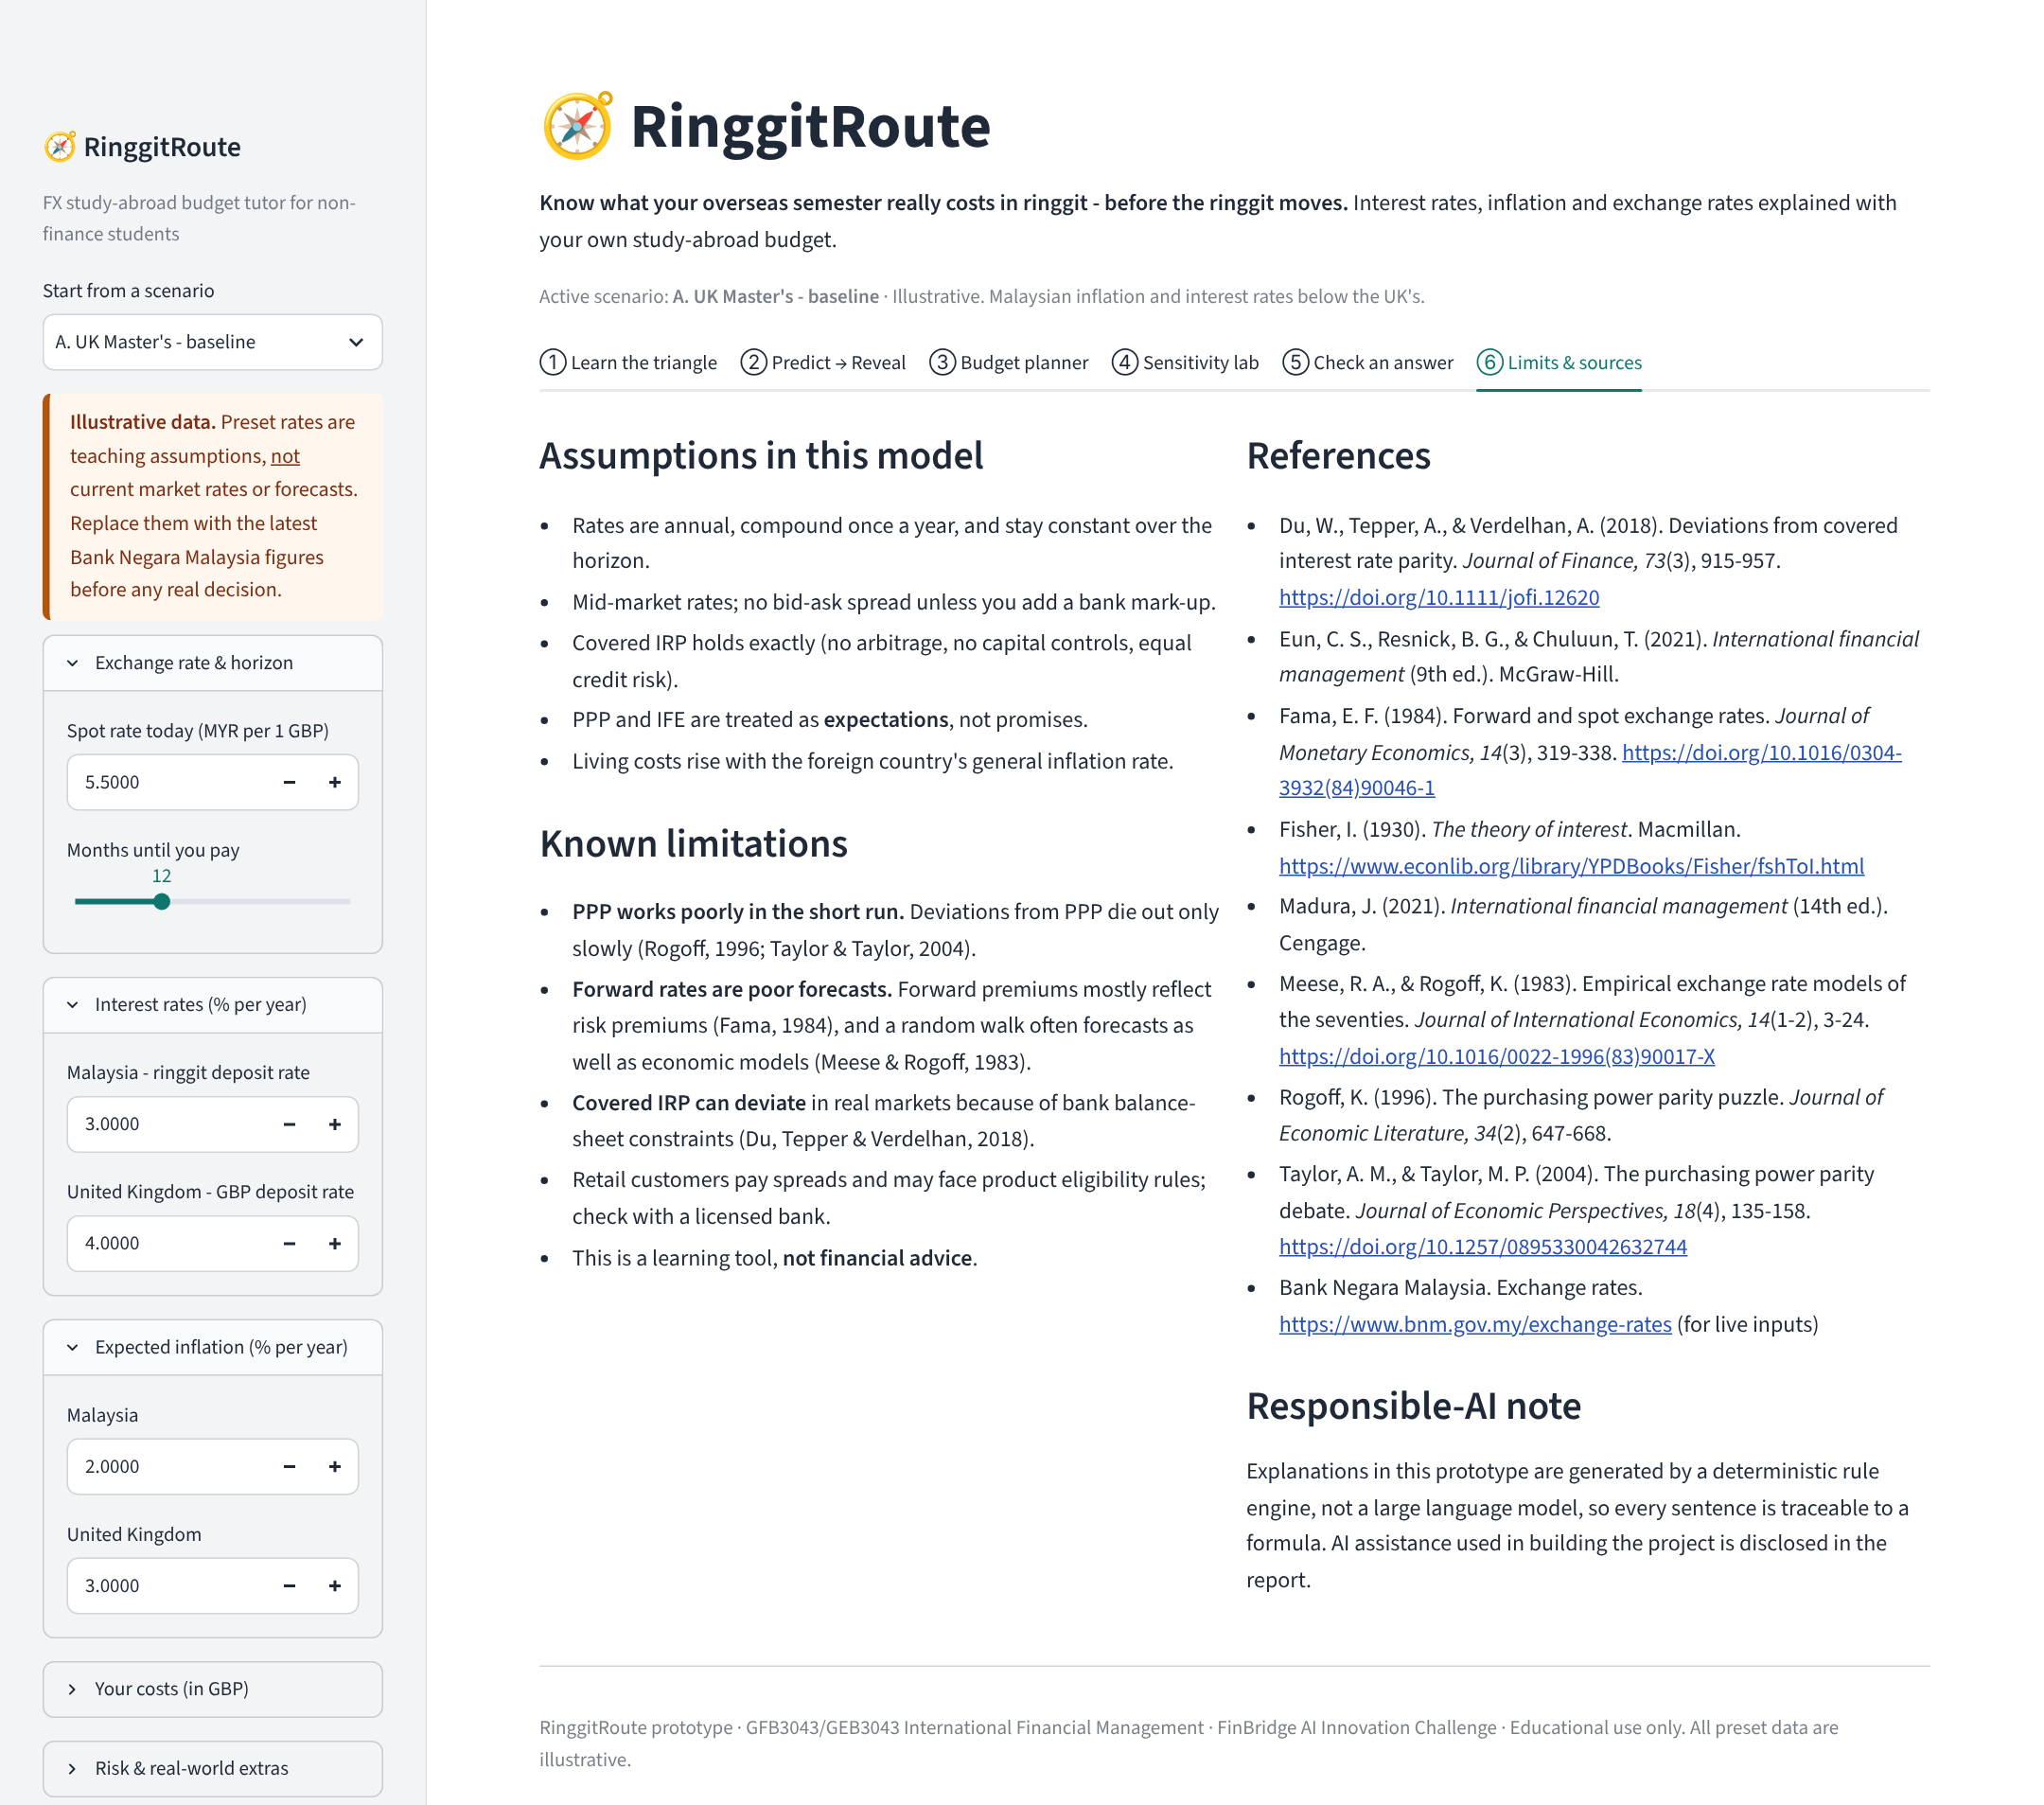 RinggitRoute
FX study-abroad budget tutor for non-
finance students
Start from a scenario
A. UK Master's - baseline
Illustrative data. Preset rates are
teaching assumptions, not
current market rates or forecasts.
Replace them with the latest
Bank Negara Malaysia figures
before any real decision.
Exchange rate & horizon
Spot rate today (MYR per 1 GBP)
5.5000
Months until you pay
12
Interest rates (% per year)
Malaysia - ringgit deposit rate
3.0000
United Kingdom - GBP deposit rate
4.0000
Expected inflation (% per year)
Malaysia
2.0000
United Kingdom
3.0000
Your costs (in GBP)
Risk & real-world extras
RinggitRoute
Know what your overseas semester really costs in ringgit - before the ringgit moves. Interest rates, inflation and exchange rates explained with
your own study-abroad budget.
Active scenario: A. UK Master's - baseline · Illustrative. Malaysian inflation and interest rates below the UK's.
① Learn the triangle ② Predict → Reveal ③ Budget planner ④ Sensitivity lab ⑤ Check an answer ⑥ Limits & sources
Assumptions in this model
• Rates are annual, compound once a year, and stay constant over the
horizon.
• Mid-market rates; no bid-ask spread unless you add a bank mark-up.
• Covered IRP holds exactly (no arbitrage, no capital controls, equal
credit risk).
• PPP and IFE are treated as expectations, not promises.
• Living costs rise with the foreign country's general inflation rate.
Known limitations
• PPP works poorly in the short run. Deviations from PPP die out only
slowly (Rogoff, 1996; Taylor & Taylor, 2004).
• Forward rates are poor forecasts. Forward premiums mostly reflect
risk premiums (Fama, 1984), and a random walk often forecasts as
well as economic models (Meese & Rogoff, 1983).
• Covered IRP can deviate in real markets because of bank balance-
sheet constraints (Du, Tepper & Verdelhan, 2018).
• Retail customers pay spreads and may face product eligibility rules;
check with a licensed bank.
• This is a learning tool, not financial advice.
References
• Du, W., Tepper, A., & Verdelhan, A. (2018). Deviations from covered
interest rate parity. Journal of Finance, 73(3), 915-957.
https://doi.org/10.1111/jofi.12620
• Eun, C. S., Resnick, B. G., & Chuluun, T. (2021). International financial
management (9th ed.). McGraw-Hill.
• Fama, E. F. (1984). Forward and spot exchange rates. Journal of
Monetary Economics, 14(3), 319-338. https://doi.org/10.1016/0304-
3932(84)90046-1
• Fisher, I. (1930). The theory of interest. Macmillan.
https://www.econlib.org/library/YPDBooks/Fisher/fshToI.html
• Madura, J. (2021). International financial management (14th ed.).
Cengage.
• Meese, R. A., & Rogoff, K. (1983). Empirical exchange rate models of
the seventies. Journal of International Economics, 14(1-2), 3-24.
https://doi.org/10.1016/0022-1996(83)90017-X
• Rogoff, K. (1996). The purchasing power parity puzzle. Journal of
Economic Literature, 34(2), 647-668.
• Taylor, A. M., & Taylor, M. P. (2004). The purchasing power parity
debate. Journal of Economic Perspectives, 18(4), 135-158.
https://doi.org/10.1257/0895330042632744
• Bank Negara Malaysia. Exchange rates.
https://www.bnm.gov.my/exchange-rates (for live inputs)
Responsible-AI note
Explanations in this prototype are generated by a deterministic rule
engine, not a large language model, so every sentence is traceable to a
formula. AI assistance used in building the project is disclosed in the
report.
RinggitRoute prototype · GFB3043/GEB3043 International Financial Management · FinBridge AI Innovation Challenge · Educational use only. All preset data are
illustrative.